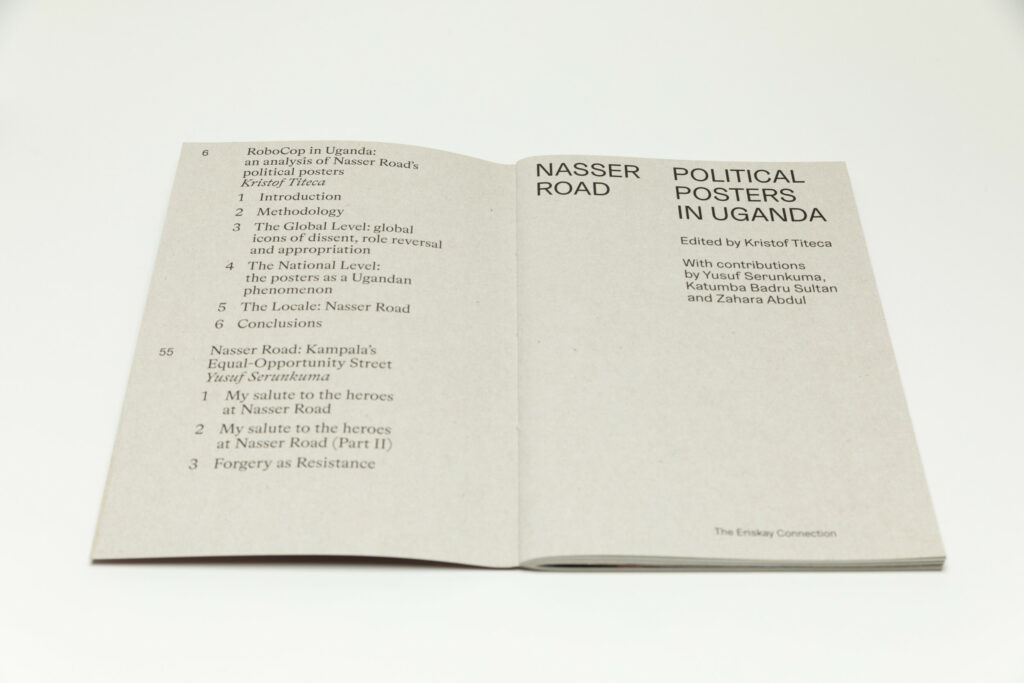 6 RoboCop in Uganda:
an analysis of Nasser Road's
political posters
Kristof Titeca
1 Introduction
2 Methodology
3 The Global Level: global
icons of dissent, role reversal
and appropriation
4 The National Level:
the posters as a Ugandan
phenomenon
5 The Locale: Nasser Road
6 Conclusions
55 Nasser Road: Kampala's
Equal-Opportunity Street
Yusuf Serunkuma
1 My salute to the heroes
at Nasser Road
2 My salute to the heroes
at Nasser Road (Part II)
3 Forgery as Resistance
NASSER
ROAD
POLITICAL
POSTERS
IN UGANDA
Edited by Kristof Titeca
With contributions
by Yusuf Serunkuma,
Katumba Badru Sultan
and Zahara Abdul
The Eriskay Connection